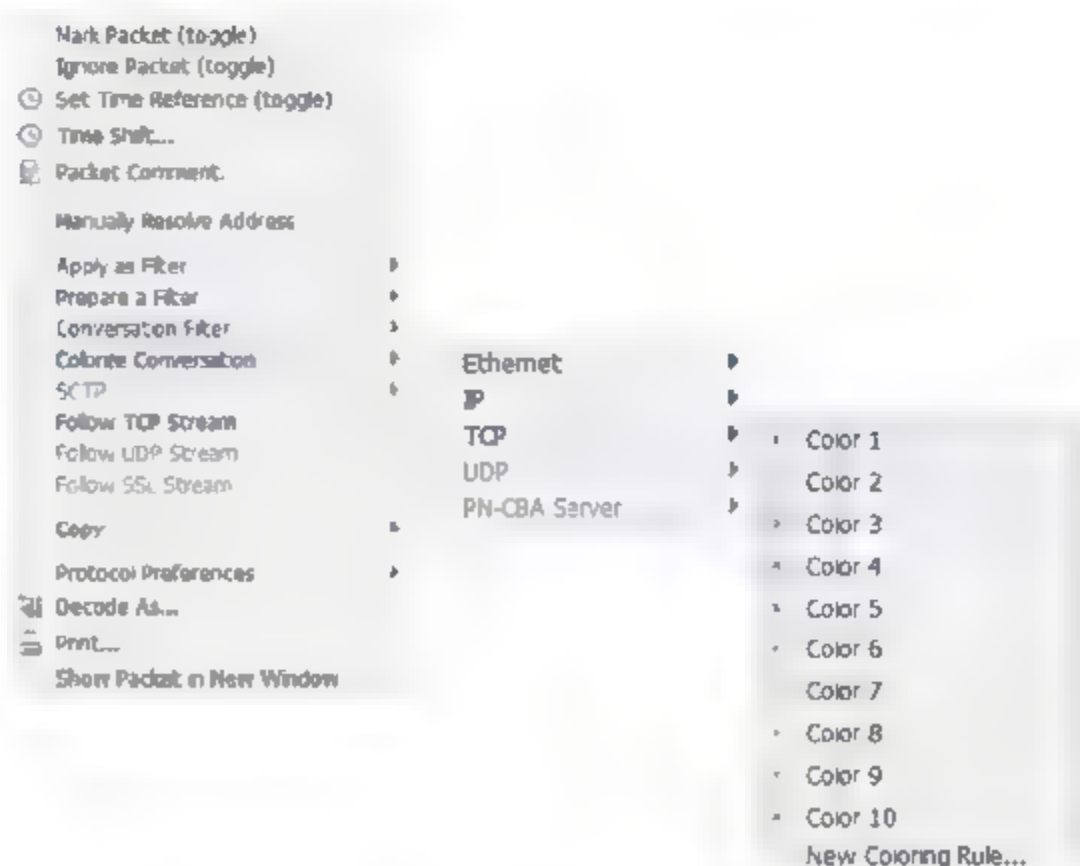 Mark Packet (toggle)
Ignore Packet (toggle)
Set Time Reference (toggle)
Time Shift...
Packet Comment.
Manually Resolve Address
Apply as Filter
Prepare a Filter
Conversation Filter
Colorize Conversation
SCTP
Follow TCP Stream
Follow UDP Stream
Follow SSL Stream
Copy
Protocol Preferences
Decode As...
Print...
Show Packet in New Window
Ethernet
IP
TCP
UDP
PN-CBA Server
Color 1
Color 2
Color 3
Color 4
Color 5
Color 6
Color 7
Color 8
Color 9
Color 10
New Coloring Rule...